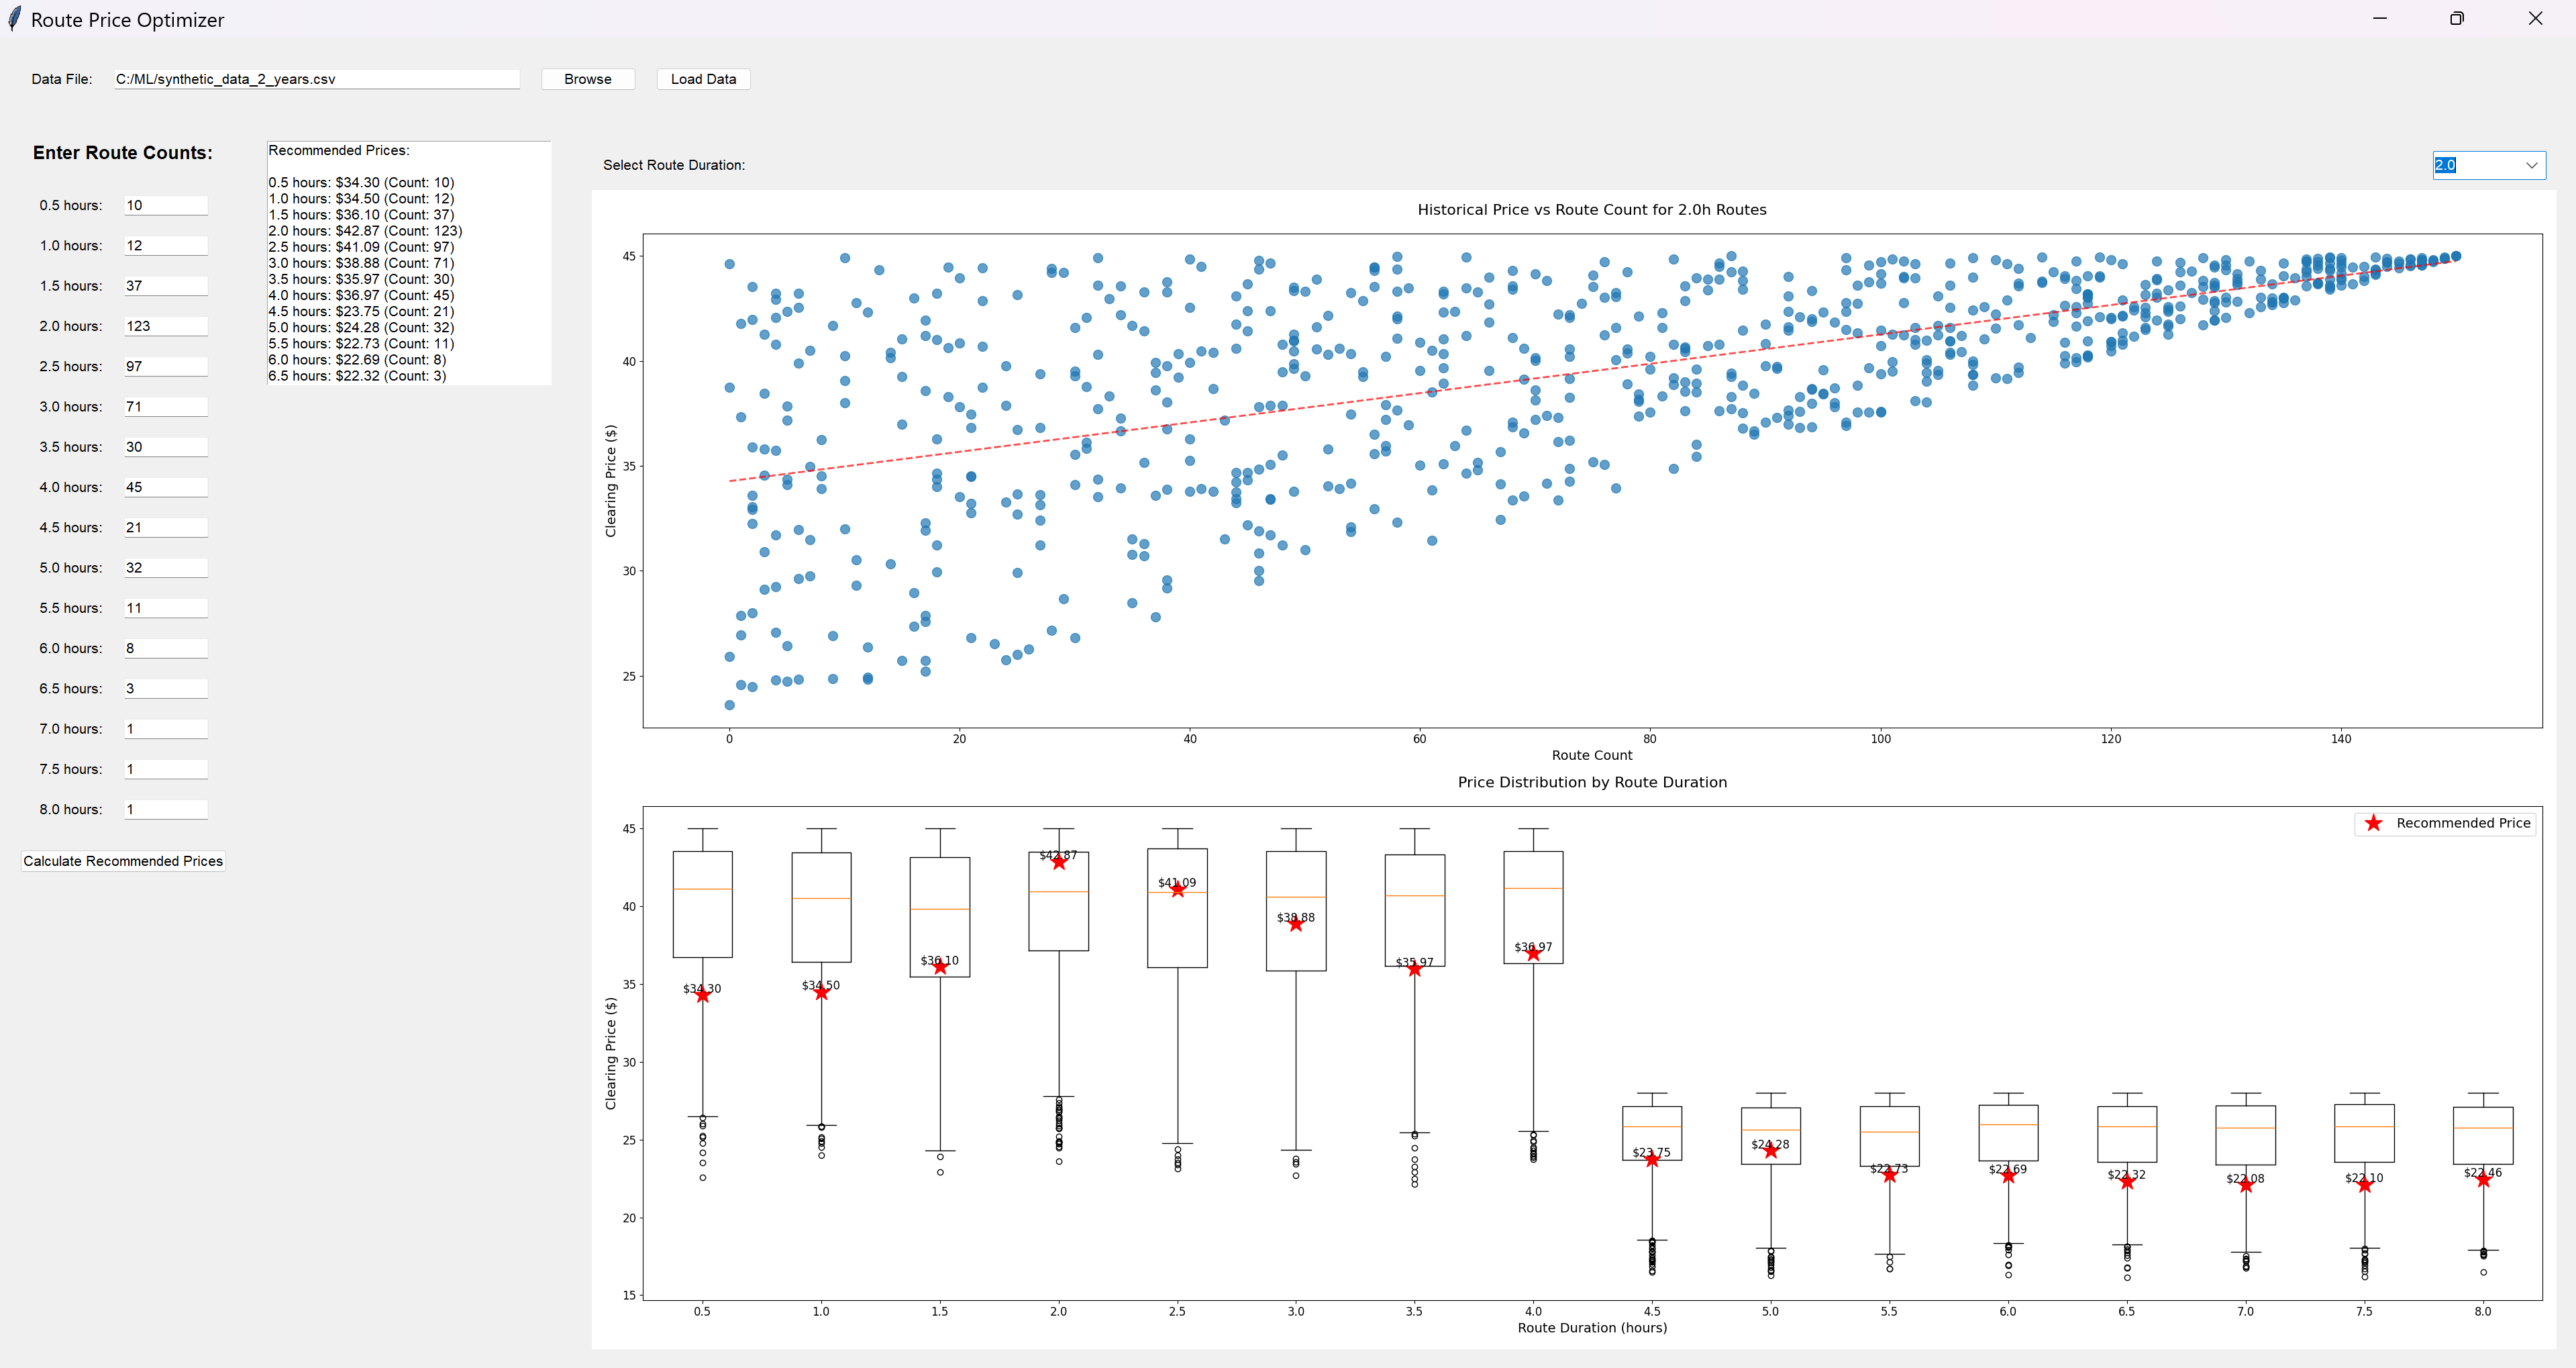 Route Price Optimizer
Data File: C:/ML/synthetic_data_2_years.csv Browse Load Data
Enter Route Counts:
0.5 hours: 10
1.0 hours: 12
1.5 hours: 37
2.0 hours: 123
2.5 hours: 97
3.0 hours: 71
3.5 hours: 30
4.0 hours: 45
4.5 hours: 21
5.0 hours: 32
5.5 hours: 11
6.0 hours: 8
6.5 hours: 3
7.0 hours: 1
7.5 hours: 1
8.0 hours: 1
Calculate Recommended Prices
Recommended Prices:
0.5 hours: $34.30 (Count: 10)
1.0 hours: $34.50 (Count: 12)
1.5 hours: $36.10 (Count: 37)
2.0 hours: $42.87 (Count: 123)
2.5 hours: $41.09 (Count: 97)
3.0 hours: $38.88 (Count: 71)
3.5 hours: $35.97 (Count: 30)
4.0 hours: $36.97 (Count: 45)
4.5 hours: $23.75 (Count: 21)
5.0 hours: $24.28 (Count: 32)
5.5 hours: $22.73 (Count: 11)
6.0 hours: $22.69 (Count: 8)
6.5 hours: $22.32 (Count: 3)
Select Route Duration: 2.0
Historical Price vs Route Count for 2.0h Routes
Clearing Price ($)
45
40
35
30
25
0 20 40 60 80 100 120 140
Route Count
Price Distribution by Route Duration
Recommended Price
Clearing Price ($)
45
40
35
30
25
20
15
$34.30 $34.50 $36.10 $42.87 $41.09 $38.88 $35.97 $36.97 $23.75 $24.28 $22.73 $22.69 $22.32 $22.08 $22.10 $22.46
0.5 1.0 1.5 2.0 2.5 3.0 3.5 4.0 4.5 5.0 5.5 6.0 6.5 7.0 7.5 8.0
Route Duration (hours)